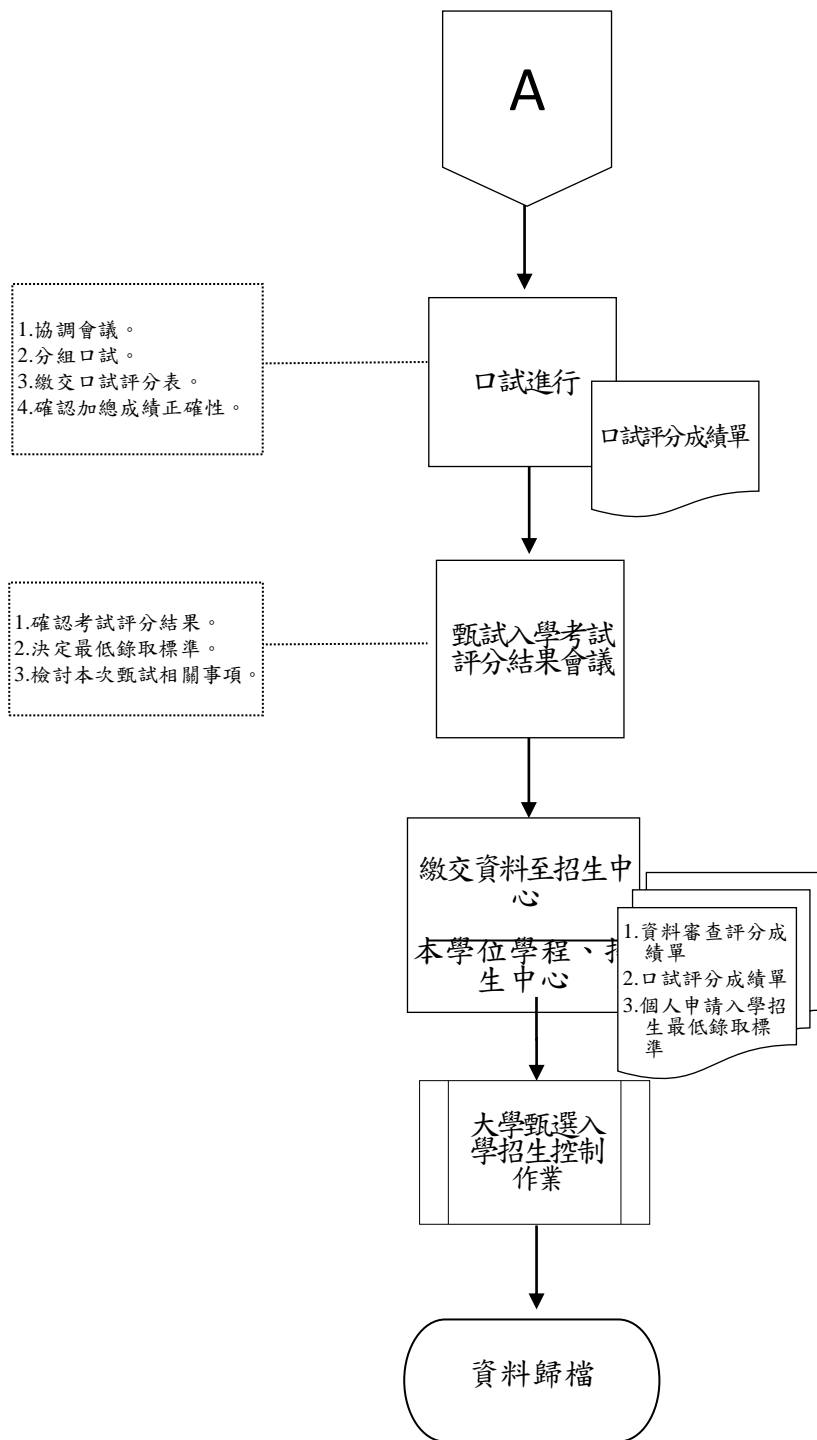 A
1.協調會議。
2.分組口試。
3.繳交口試評分表。
4.確認加總成績正確性。
口試進行
口試評分成績單
1.確認考試評分結果。
2.決定最低錄取標準。
3.檢討本次甄試相關事項。
甄試入學考試
評分結果會議
繳交資料至招生中
心
本學位學程、招
生中心
1.資料審查評分成
績單
2.口試評分成績單
3.個人申請入學招
生最低錄取標
準
大學甄選入
學招生控制
作業
資料歸檔